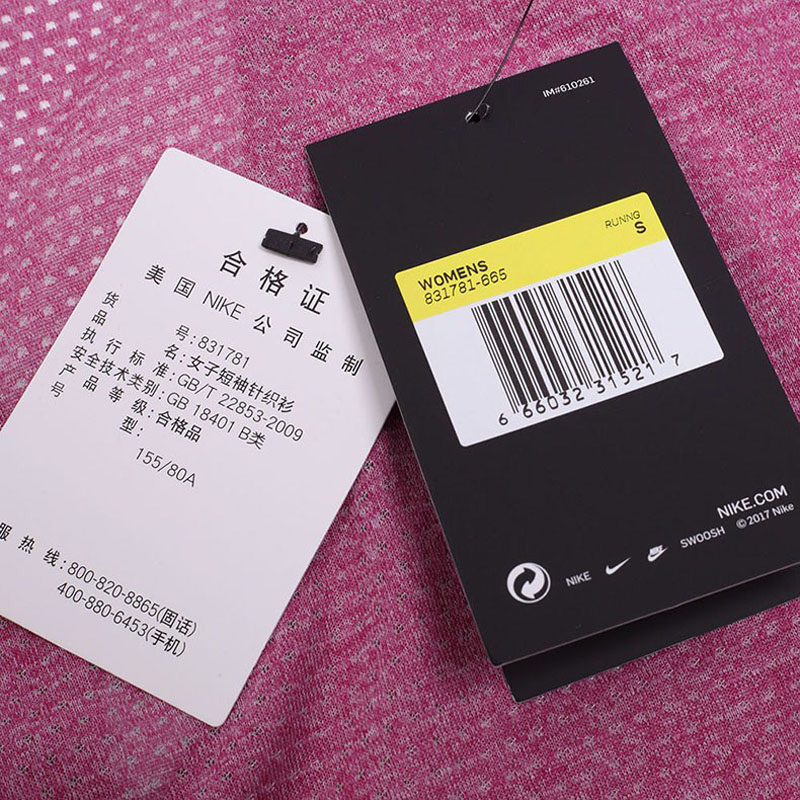 合格证
美国 NIKE 公司监制
货号:831781
品名:女子短袖针织衫
执行标准:GB/T 22853-2009
安全技术类别:GB 18401 B类
产品等级:合格品
号型:
155/80A
服热线:800-820-8865(固话)
400-880-6453(手机)
IM#610261
RUNNG
S
WOMENS
831781-665
6 66032 31521 7
NIKE.COM
© 2017 Nike
NIKE
SWOOSH